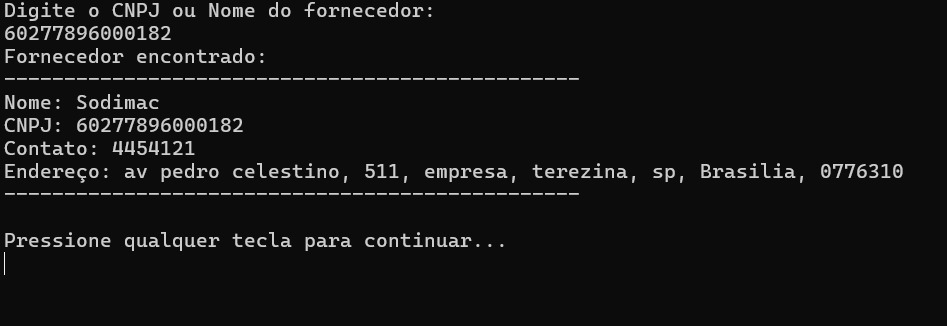 Digite o CNPJ ou Nome do fornecedor:
60277896000182
Fornecedor encontrado:
------------------------------------------------
Nome: Sodimac
CNPJ: 60277896000182
Contato: 4454121
Endereço: av pedro celestino, 511, empresa, terezina, sp, Brasilia, 0776310
------------------------------------------------
Pressione qualquer tecla para continuar...